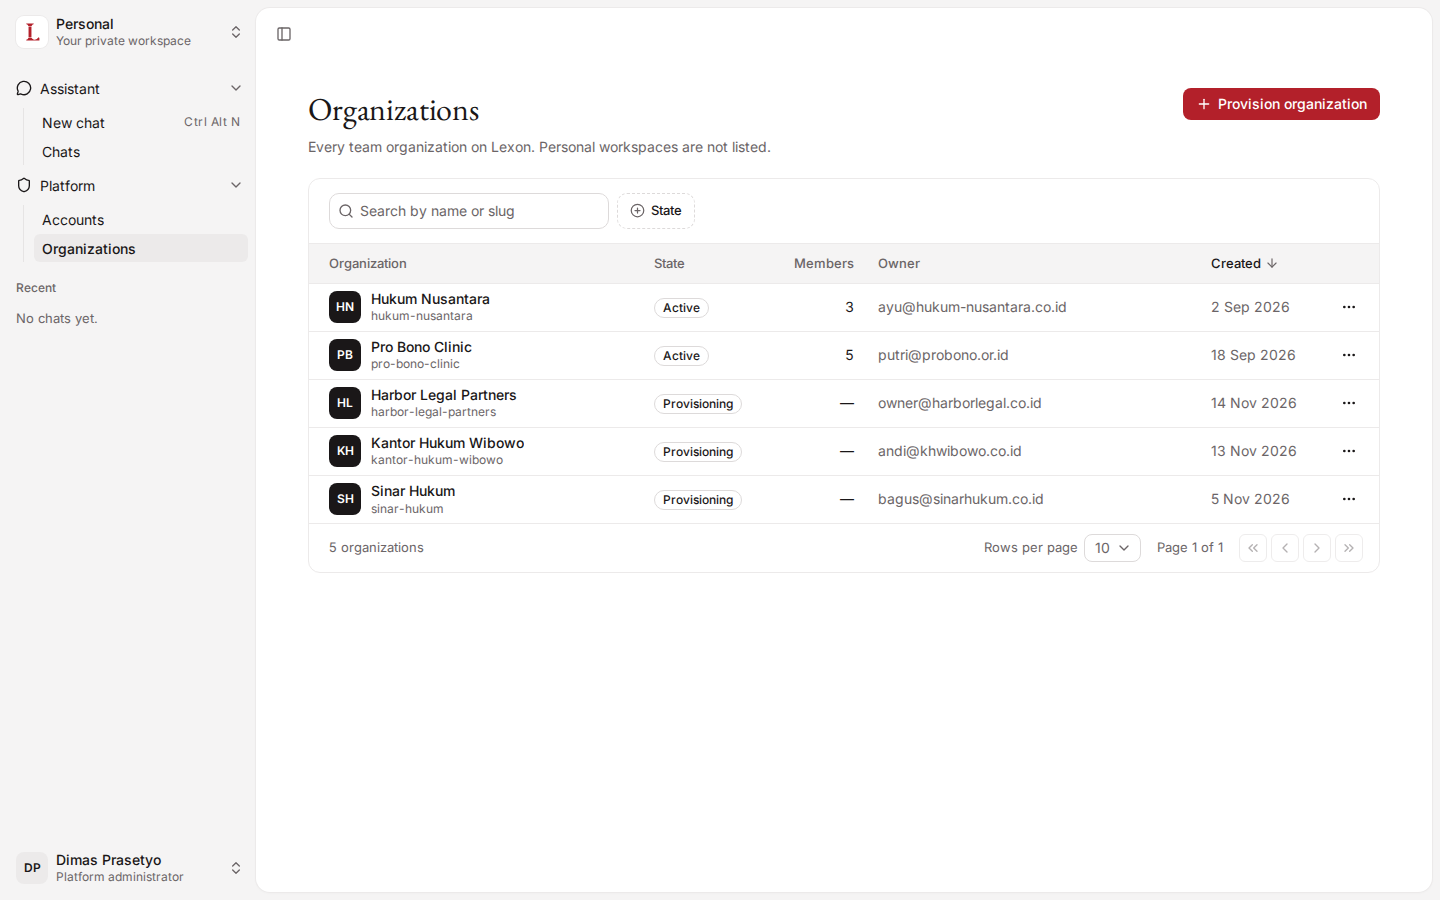 L
Personal
Your private workspace
Assistant
New chat
Ctrl Alt N
Chats
Platform
Accounts
Organizations
Recent
No chats yet.
DP
Dimas Prasetyo
Platform administrator
Organizations
Every team organization on Lexon. Personal workspaces are not listed.
Provision organization
Search by name or slug
State
Organization State Members Owner Created
HN Hukum Nusantara
hukum-nusantara
Active 3 ayu@hukum-nusantara.co.id 2 Sep 2026
PB Pro Bono Clinic
pro-bono-clinic
Active 5 putri@probono.or.id 18 Sep 2026
HL Harbor Legal Partners
harbor-legal-partners
Provisioning — owner@harborlegal.co.id 14 Nov 2026
KH Kantor Hukum Wibowo
kantor-hukum-wibowo
Provisioning — andi@khwibowo.co.id 13 Nov 2026
SH Sinar Hukum
sinar-hukum
Provisioning — bagus@sinarhukum.co.id 5 Nov 2026
5 organizations
Rows per page 10 Page 1 of 1